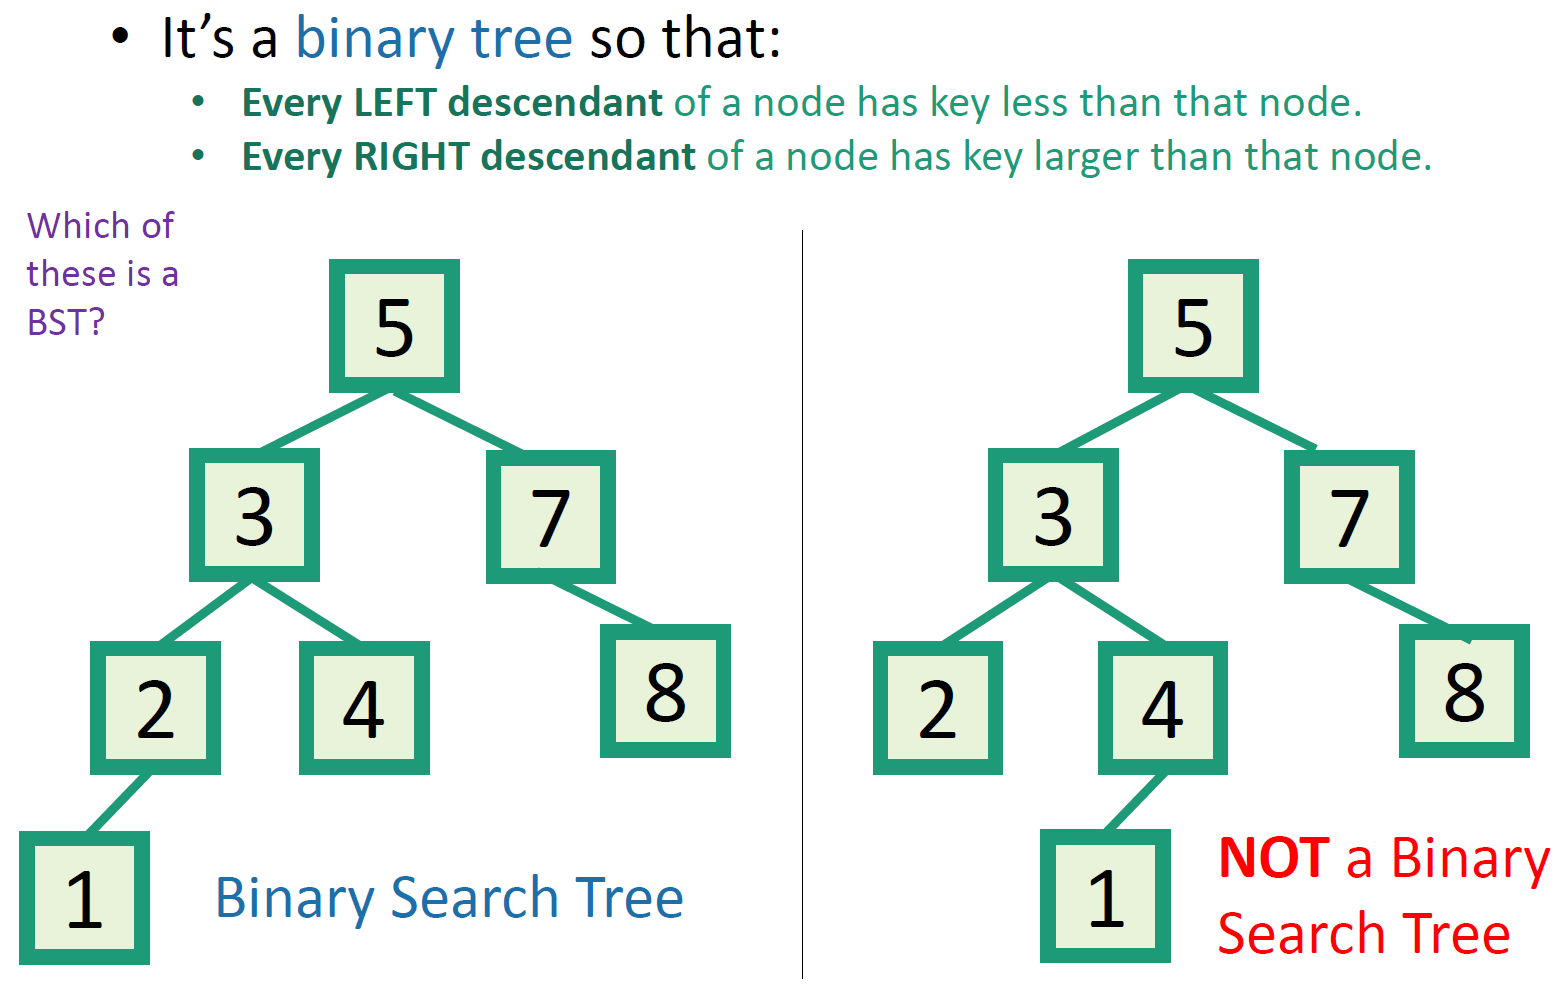 • It's a binary tree so that:
• Every LEFT descendant of a node has key less than that node.
• Every RIGHT descendant of a node has key larger than that node.
Which of
these is a
BST?
5
3
7
2
4
8
1
Binary Search Tree
5
3
7
2
4
8
1
NOT a Binary
Search Tree